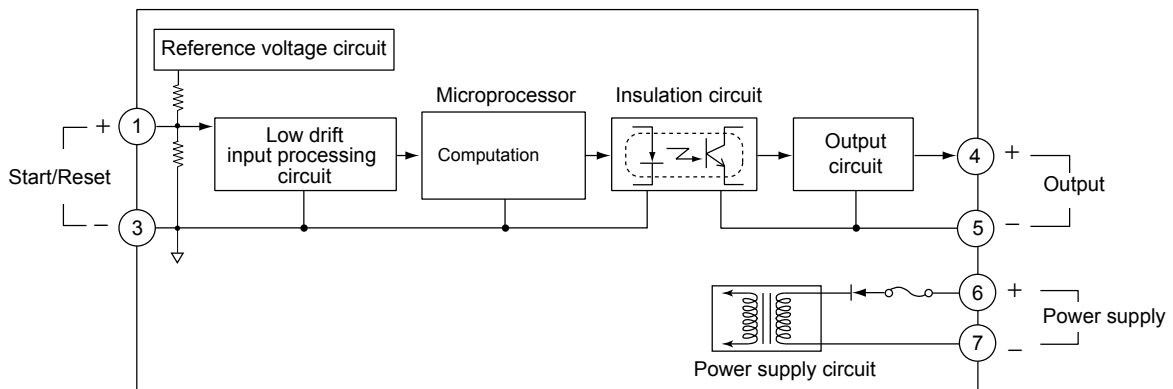 Reference voltage circuit
Microprocessor
Insulation circuit
+
1
Low drift
input processing
circuit
Computation
Output
circuit
4
+
Start/Reset
Output
−
3
5
−
6
+
Power supply
7
−
Power supply circuit